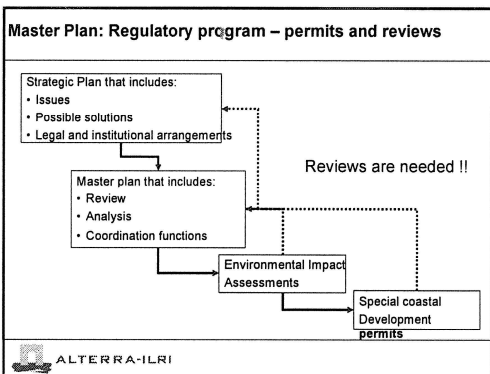 Master Plan: Regulatory program – permits and reviews
Strategic Plan that includes:
• Issues
• Possible solutions
• Legal and institutional arrangements
Reviews are needed !!
Master plan that includes:
• Review
• Analysis
• Coordination functions
Environmental Impact
Assessments
Special coastal
Development
permits
ALTERRA-ILRI